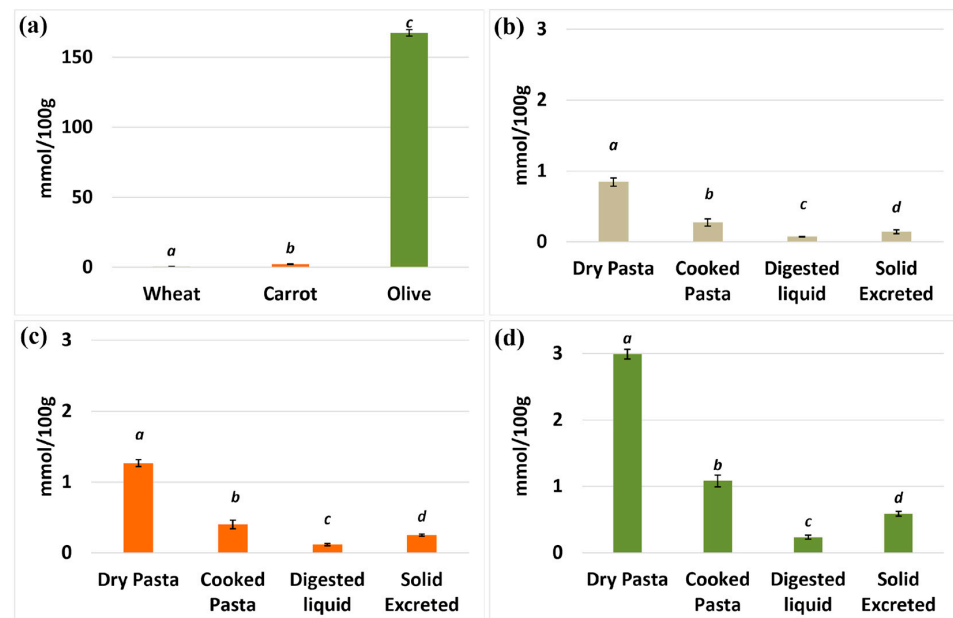 (a)
mmol/100g
150
100
50
0
a
b
c
Wheat Carrot Olive
(b)
mmol/100g
3
2
1
0
a
b
c
d
Dry Pasta Cooked Digested Solid
Pasta liquid Excreted
(c)
mmol/100g
3
2
1
0
a
b
c
d
Dry Pasta Cooked Digested Solid
Pasta liquid Excreted
(d)
mmol/100g
3
2
1
0
a
b
c
d
Dry Pasta Cooked Digested Solid
Pasta liquid Excreted